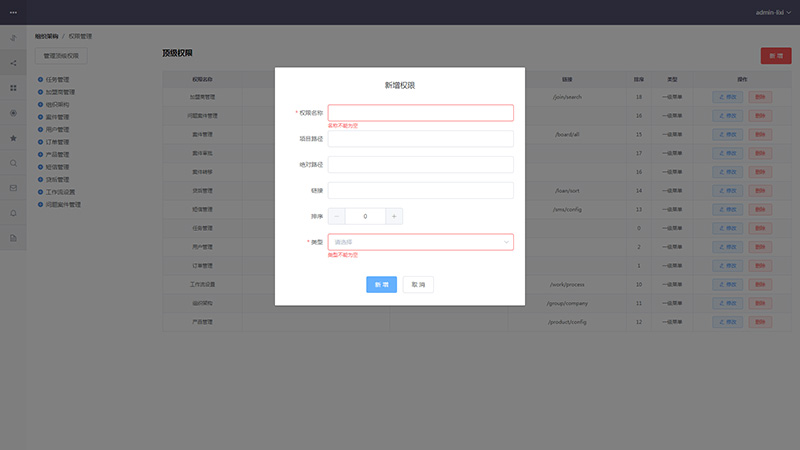 admin-lixl
组织架构 / 权限管理
管理顶级权限
任务管理
加盟商管理
组织架构
案件管理
用户管理
订单管理
产品管理
短信管理
贷后管理
工作流设置
问题案件管理
顶级权限
新 增
权限名称 链接 排序 类型 操作
加盟商管理 /join/search 18 一级菜单 修改 删除
问题案件管理 16 一级菜单 修改 删除
案件管理 /board/all 15 一级菜单 修改 删除
案件审批 17 一级菜单 修改 删除
案件转移 16 一级菜单 修改 删除
贷款管理 /loan/sort 14 一级菜单 修改 删除
短信管理 /sms/config 13 一级菜单 修改 删除
任务管理 0 一级菜单 修改 删除
用户管理 2 一级菜单 修改 删除
订单管理 1 一级菜单 修改 删除
工作流设置 /work/process 10 一级菜单 修改 删除
组织架构 /group/company 11 一级菜单 修改 删除
产品管理 /product/config 12 一级菜单 修改 删除
新增权限
* 权限名称
名称不能为空
项目路径
绝对路径
链接
排序 0
* 类型 请选择
类型不能为空
新 增 取 消